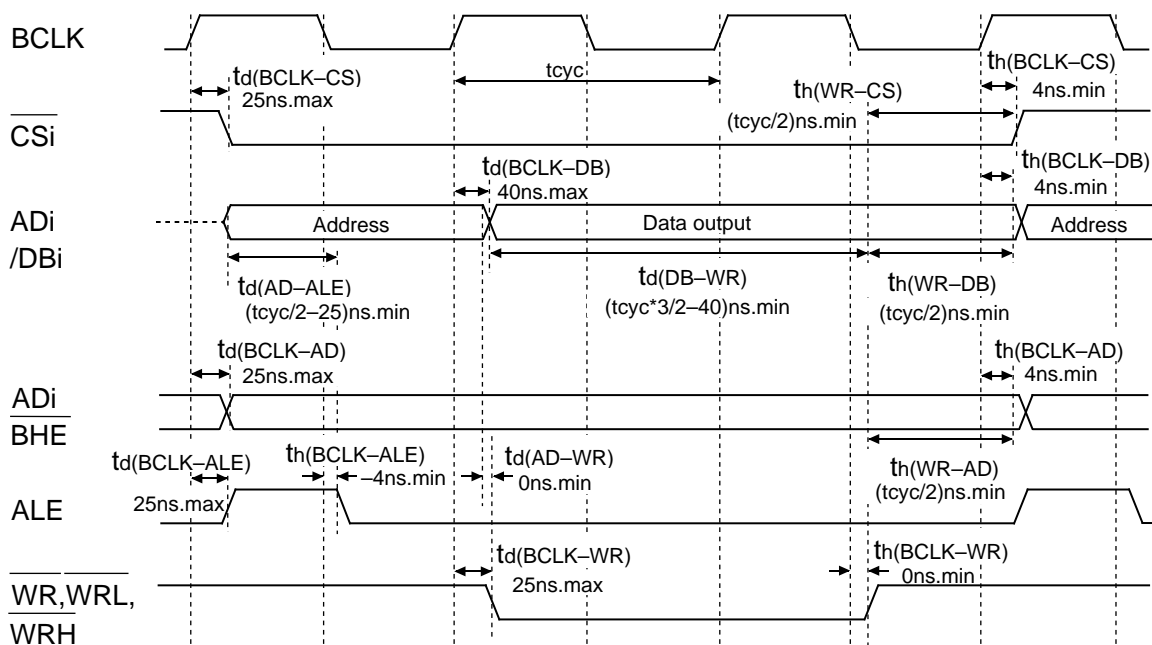 BCLK
td(BCLK–CS)
25ns.max
tcyc
th(BCLK–CS)
4ns.min
th(WR–CS)
(tcyc/2)ns.min
CSi
td(BCLK–DB)
40ns.max
th(BCLK–DB)
4ns.min
ADi
/DBi
Address
Data output
Address
td(AD–ALE)
(tcyc/2–25)ns.min
td(DB–WR)
(tcyc*3/2–40)ns.min
th(WR–DB)
(tcyc/2)ns.min
td(BCLK–AD)
25ns.max
th(BCLK–AD)
4ns.min
ADi
BHE
td(BCLK–ALE)
25ns.max
th(BCLK–ALE)
–4ns.min
td(AD–WR)
0ns.min
th(WR–AD)
(tcyc/2)ns.min
ALE
td(BCLK–WR)
25ns.max
th(BCLK–WR)
0ns.min
WR,WRL,
WRH